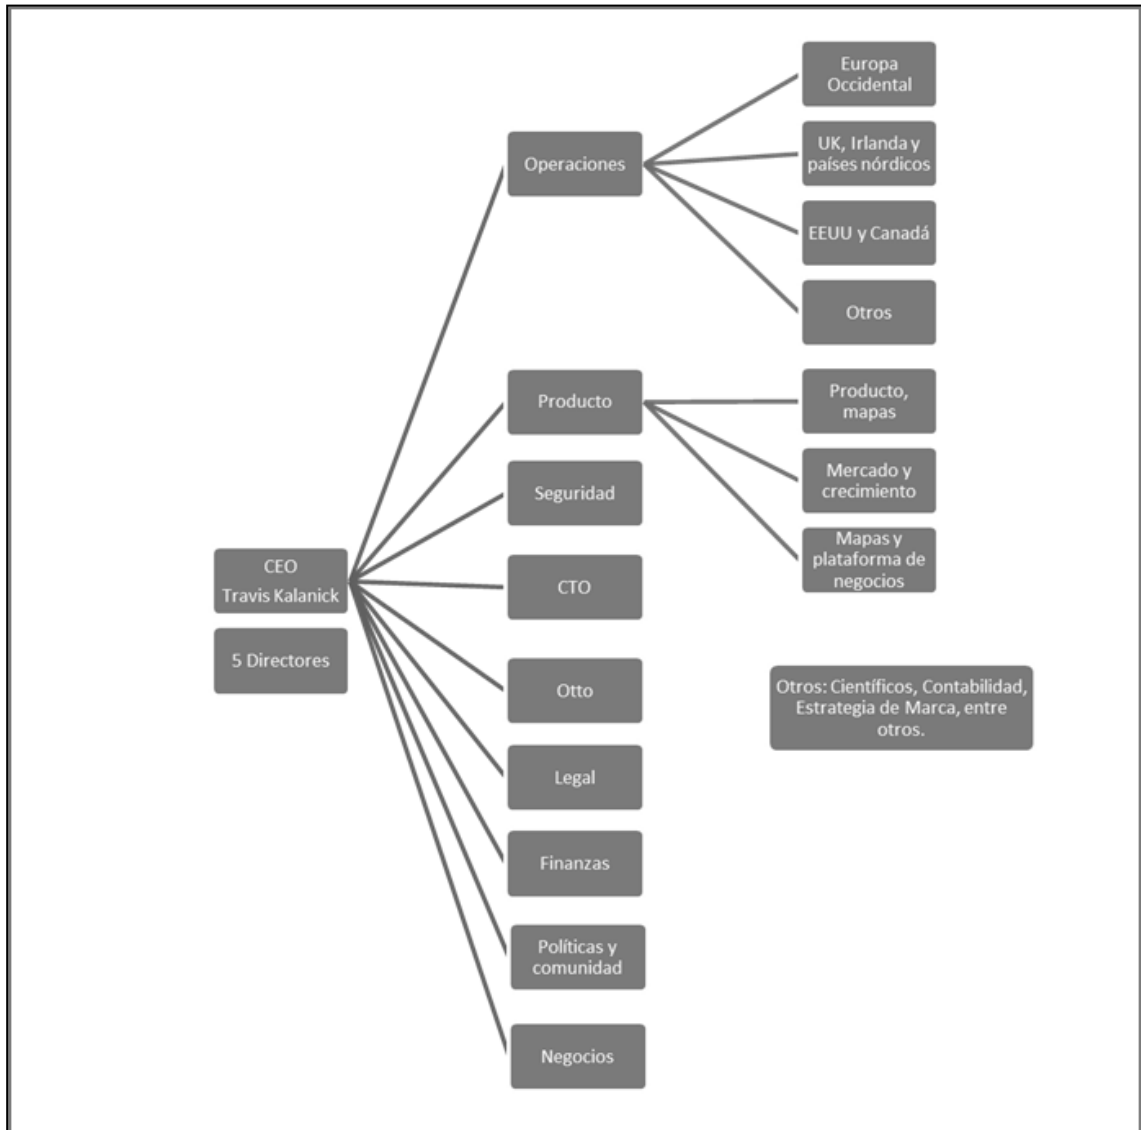 CEO
Travis Kalanick
5 Directores
Operaciones
Europa
Occidental
UK, Irlanda y
países nórdicos
EEUU y Canadá
Otros
Producto
Producto,
mapas
Mercado y
crecimiento
Mapas y
plataforma de
negocios
Seguridad
CTO
Otto
Legal
Finanzas
Políticas y
comunidad
Negocios
Otros: Científicos, Contabilidad,
Estrategia de Marca, entre
otros.